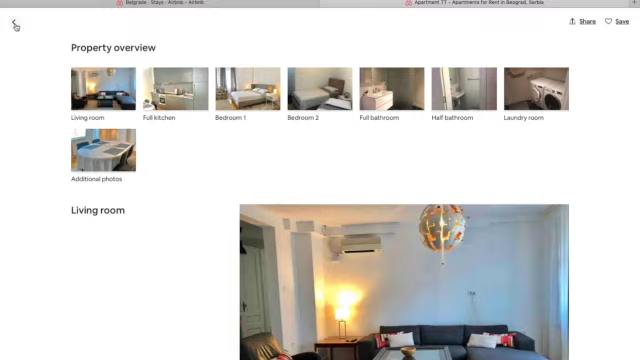 Belgrade · Stays · Airbnb - Airbnb
Apartment TT - Apartments for Rent in Beograd, Serbia
Share
Save
Property overview
Living room
Full kitchen
Bedroom 1
Bedroom 2
Full bathroom
Half bathroom
Laundry room
Additional photos
Living room